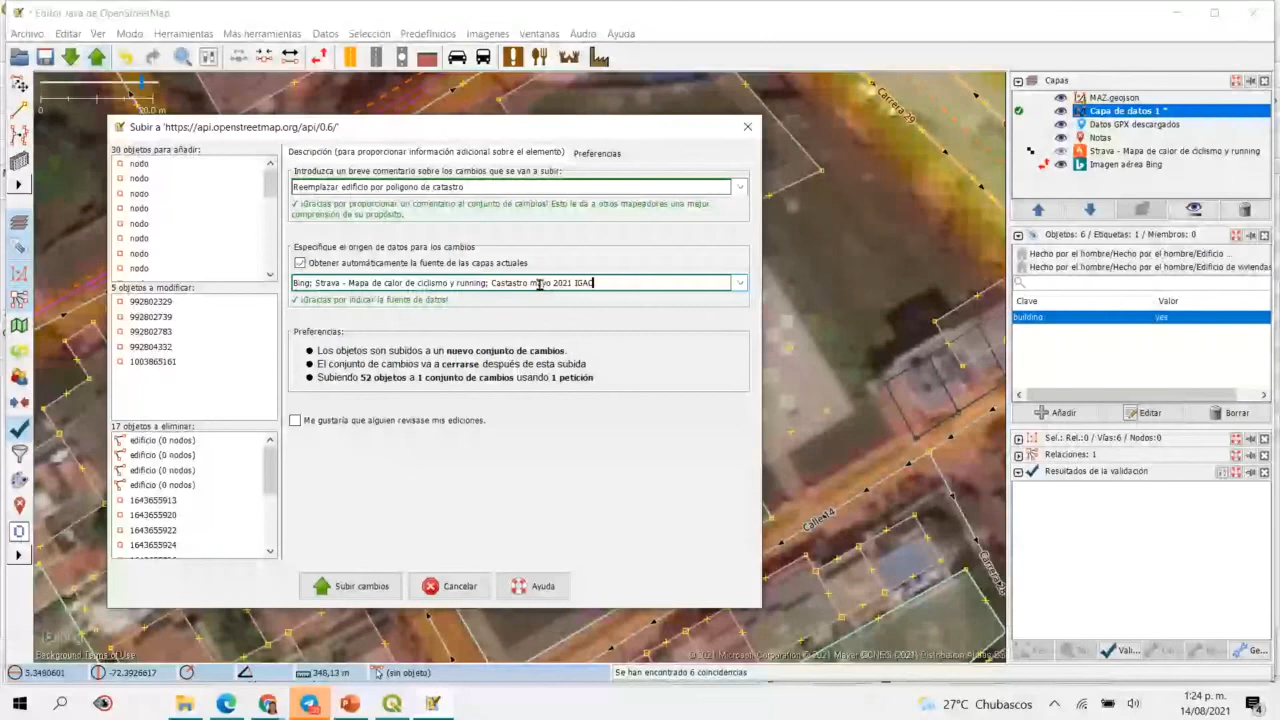 * Editor Java de OpenStreetMap
Archivo Editar Ver Modo Herramientas Más herramientas Datos Selección Predefinidos Imágenes Ventanas Audio Ayuda
0 20.0 m
Carrera 29
Subir a 'https://api.openstreetmap.org/api/0.6/'
30 objetos para añadir:
nodo
nodo
nodo
nodo
nodo
nodo
nodo
nodo
5 objetos a modificar:
992802329
992802739
992802783
992804332
1003865161
17 objetos a eliminar:
edificio (0 nodos)
edificio (0 nodos)
edificio (0 nodos)
edificio (0 nodos)
1643655913
1643655920
1643655922
1643655924
Descripción (para proporcionar información adicional sobre el elemento) Preferencias
Introduzca un breve comentario sobre los cambios que se van a subir:
Reemplazar edificio por poligono de catastro
¡Gracias por proporcionar un comentario al conjunto de cambios! Esto le da a otros mapeadores una mejor
comprensión de su propósito.
Especifique el origen de datos para los cambios
Obtener automáticamente la fuente de las capas actuales
Bing; Strava - Mapa de calor de ciclismo y running; Castastro mayo 2021 IGAC
¡Gracias por indicar la fuente de datos!
Preferencias:
Los objetos son subidos a un nuevo conjunto de cambios.
El conjunto de cambios va a cerrarse después de esta subida
Subiendo 52 objetos a 1 conjunto de cambios usando 1 petición
Me gustaría que alguien revisase mis ediciones.
Subir cambios Cancelar Ayuda
Calle 14
Carrera 29
Background Terms of Use
Capas
MAZ.geojson
Capa de datos 1 *
Datos GPX descargados
Notas
Strava - Mapa de calor de ciclismo y running
Imagen aérea Bing
Objetos: 6 / Etiquetas: 1 / Miembros: 0
Hecho por el hombre/Hecho por el hombre/Edificio ...
Hecho por el hombre/Hecho por el hombre/Edificio de viviendas
Clave Valor
building yes
Añadir Editar Borrar
Sel.: Rel.:0 / Vías:6 / Nodos:0
Relaciones: 1
Resultados de la validación
Vali... Ge...
5.3480601 -72.3926617 348,13 m (sin objeto) Se han encontrado 6 coincidencias
27°C Chubascos
1:24 p. m.
14/08/2021
4